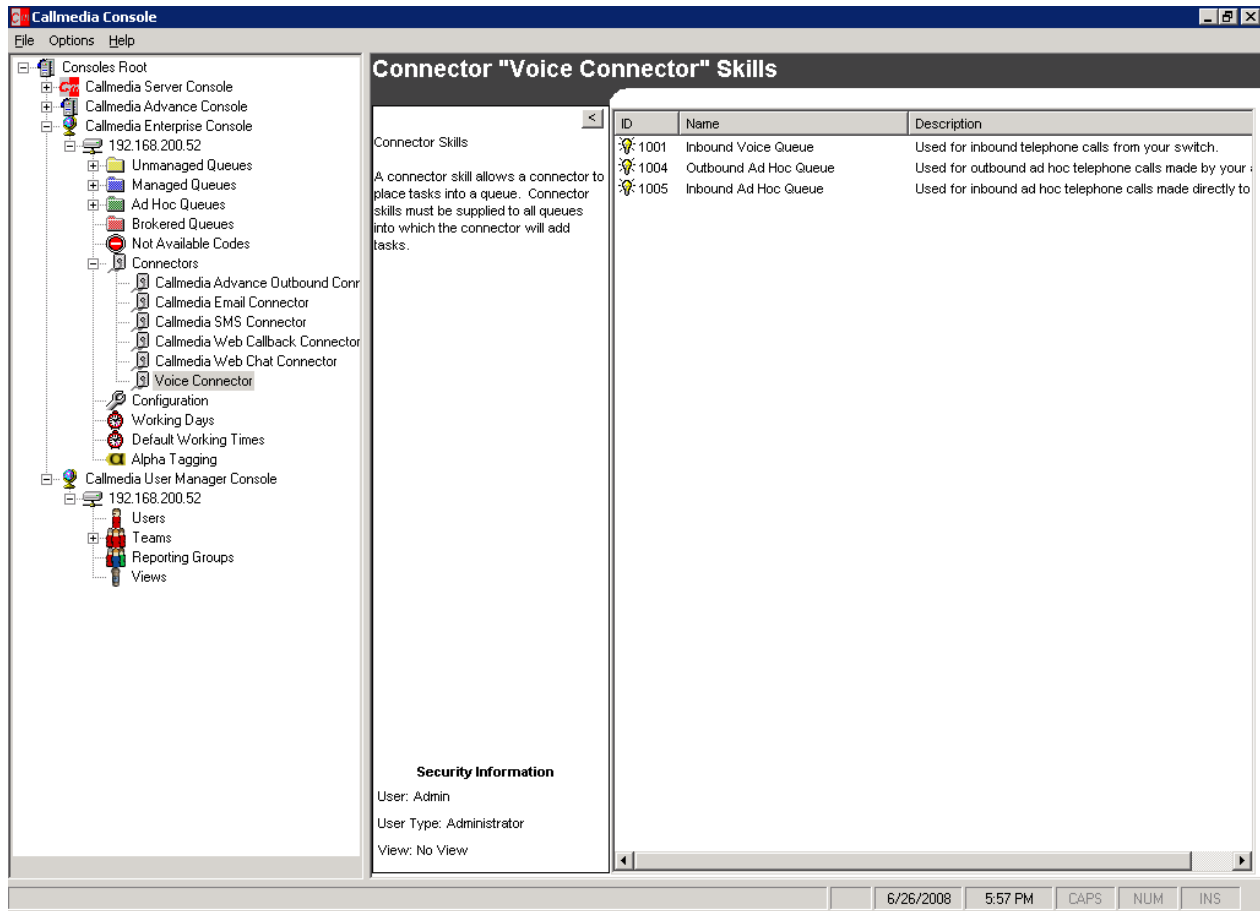 Callmedia Console
File Options Help
Consoles Root
Callmedia Server Console
Callmedia Advance Console
Callmedia Enterprise Console
192.168.200.52
Unmanaged Queues
Managed Queues
Ad Hoc Queues
Brokered Queues
Not Available Codes
Connectors
Callmedia Advance Outbound Conr
Callmedia Email Connector
Callmedia SMS Connector
Callmedia Web Callback Connector
Callmedia Web Chat Connector
Voice Connector
Configuration
Working Days
Default Working Times
Alpha Tagging
Callmedia User Manager Console
192.168.200.52
Users
Teams
Reporting Groups
Views
Connector "Voice Connector" Skills
<
Connector Skills
A connector skill allows a connector to
place tasks into a queue. Connector
skills must be supplied to all queues
into which the connector will add
tasks.
Security Information
User: Admin
User Type: Administrator
View: No View
ID Name Description
1001 Inbound Voice Queue Used for inbound telephone calls from your switch.
1004 Outbound Ad Hoc Queue Used for outbound ad hoc telephone calls made by your
1005 Inbound Ad Hoc Queue Used for inbound ad hoc telephone calls made directly to
6/26/2008 5:57 PM CAPS NUM INS